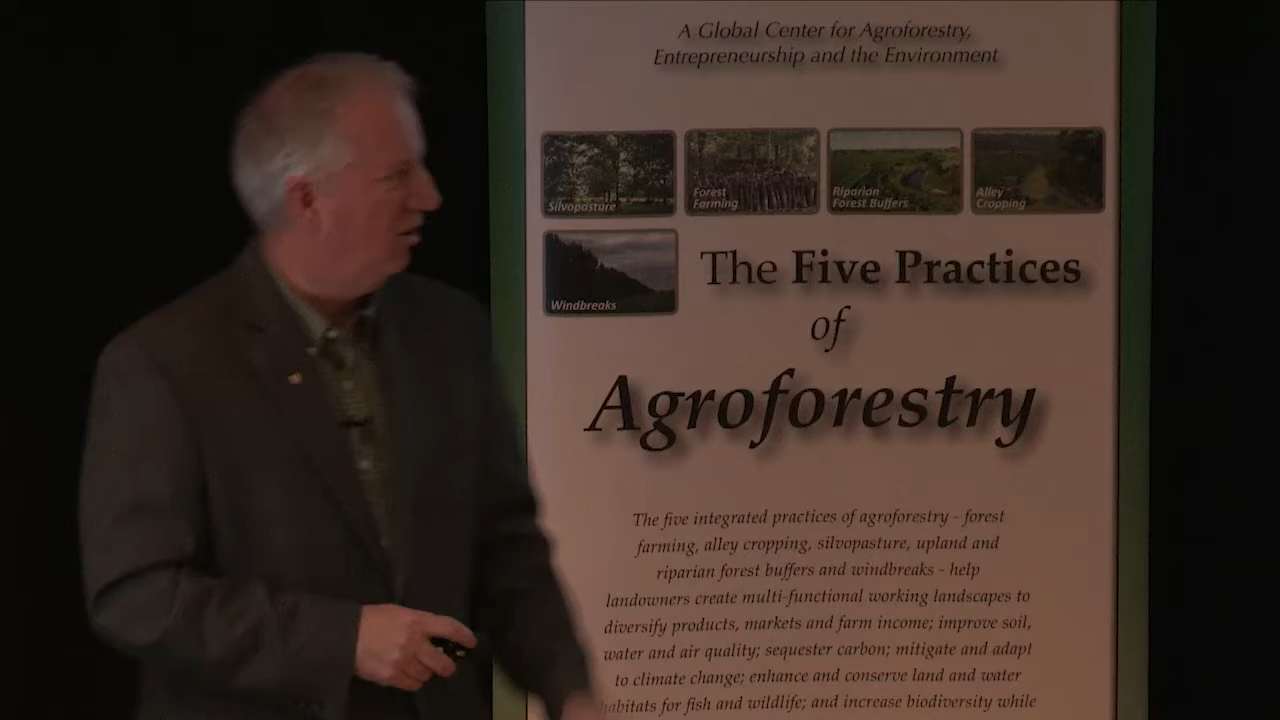 A Global Center for Agroforestry,
Entrepreneurship and the Environment
Silvopasture
Forest
Farming
Riparian
Forest Buffers
Alley
Cropping
Windbreaks
The Five Practices
of
Agroforestry
The five integrated practices of agroforestry - forest
farming, alley cropping, silvopasture, upland and
riparian forest buffers and windbreaks - help
landowners create multi-functional working landscapes to
diversify products, markets and farm income; improve soil,
water and air quality; sequester carbon; mitigate and adapt
to climate change; enhance and conserve land and water
habitats for fish and wildlife; and increase biodiversity while